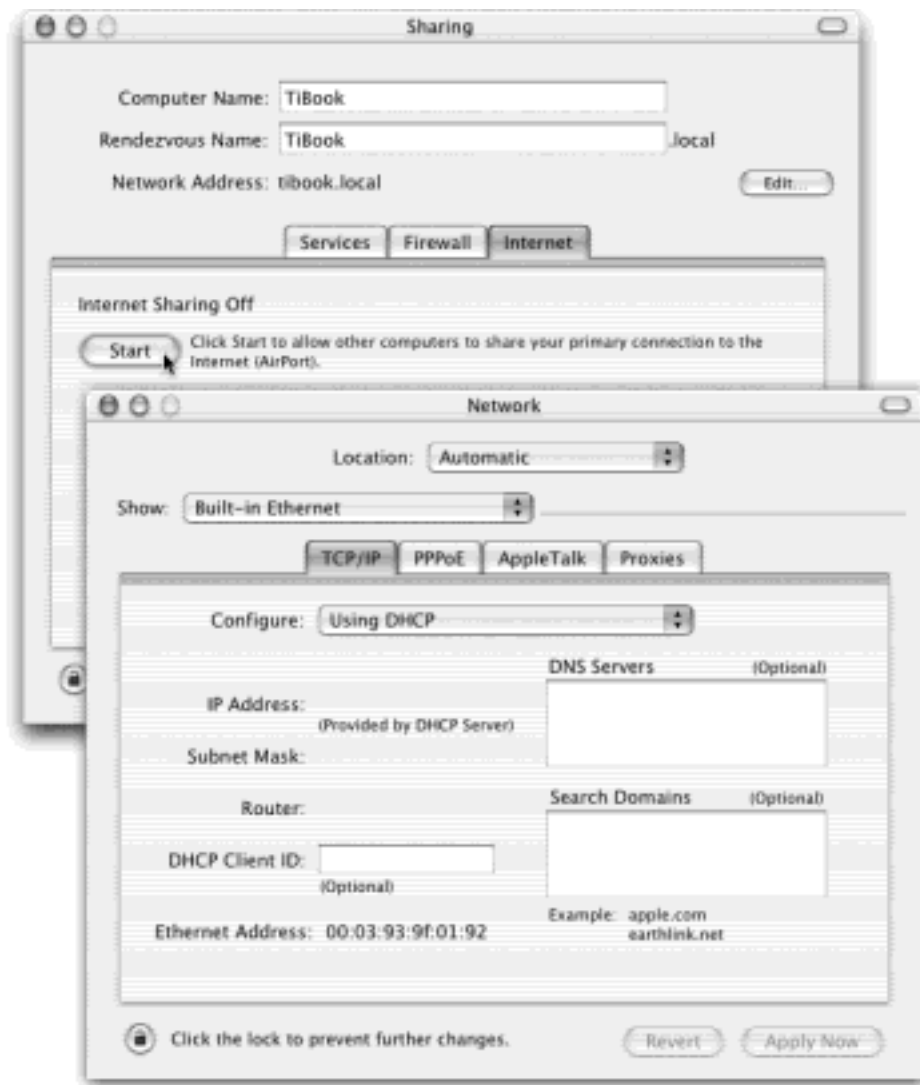 Sharing
Computer Name: TiBook
Rendezvous Name: TiBook .local
Network Address: tibook.local Edit...
Services Firewall Internet
Internet Sharing Off
Start Click Start to allow other computers to share your primary connection to the
Internet (AirPort).
Network
Location: Automatic
Show: Built-in Ethernet
TCP/IP PPPoE AppleTalk Proxies
Configure: Using DHCP
DNS Servers (Optional)
IP Address:
(Provided by DHCP Server)
Subnet Mask:
Search Domains (Optional)
Router:
DHCP Client ID:
(Optional)
Example: apple.com
earthlink.net
Ethernet Address: 00:03:93:9f:01:92
Click the lock to prevent further changes. Revert Apply Now